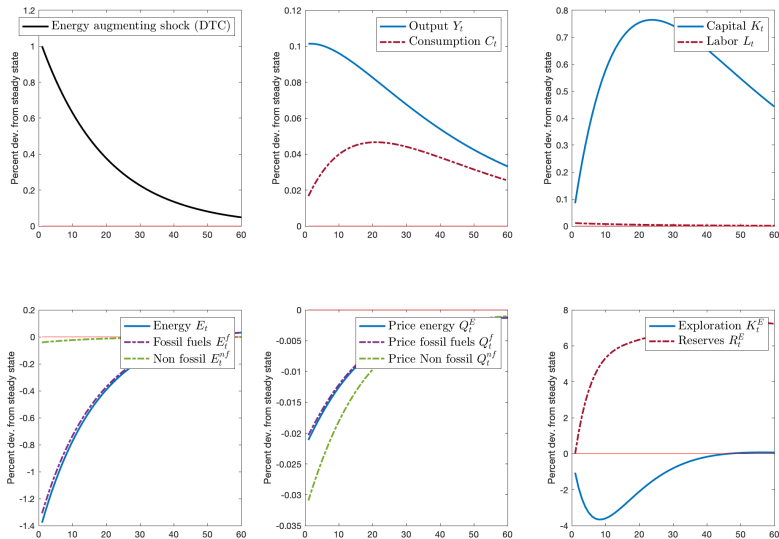 Energy augmenting shock (DTC)
Percent dev. from steady state
1.2
1
0.8
0.6
0.4
0.2
0
0 10 20 30 40 50 60
Output Y_t
Consumption C_t
Percent dev. from steady state
0.12
0.1
0.08
0.06
0.04
0.02
0
0 10 20 30 40 50 60
Capital K_t
Labor L_t
Percent dev. from steady state
0.8
0.7
0.6
0.5
0.4
0.3
0.2
0.1
0
0 10 20 30 40 50 60
Energy E_t
Fossil fuels E_t^f
Non fossil E_t^{nf}
Percent dev. from steady state
0.2
0
-0.2
-0.4
-0.6
-0.8
-1
-1.2
-1.4
0 10 20 30 40 50 60
Price energy Q_t^E
Price fossil fuels Q_t^f
Price Non fossil Q_t^{nf}
Percent dev. from steady state
0
-0.005
-0.01
-0.015
-0.02
-0.025
-0.03
-0.035
0 10 20 30 40 50 60
Exploration K_t^E
Reserves R_t^E
Percent dev. from steady state
8
6
4
2
0
-2
-4
0 10 20 30 40 50 60